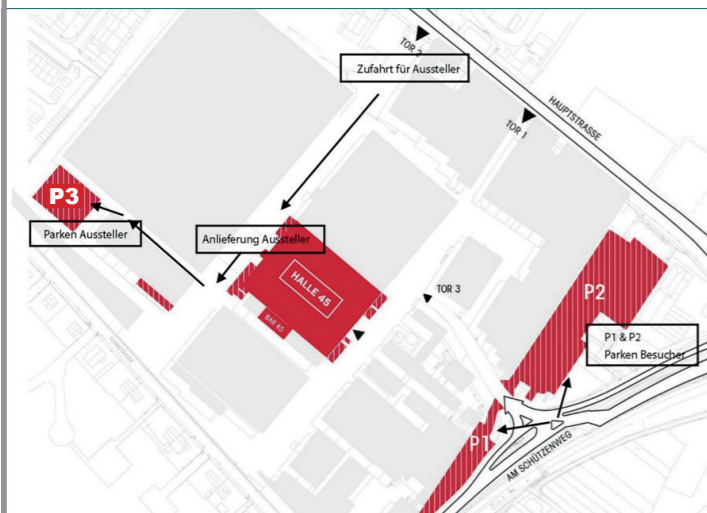 TOR 2
Zufahrt für Aussteller
HAUPTSTRASSE
TOR 1
P3
Parken Aussteller
Anlieferung Aussteller
HALLE 45
BAR 45
TOR 3
P2
P1 & P2
Parken Besucher
P1
AM SCHÜTZENWEG